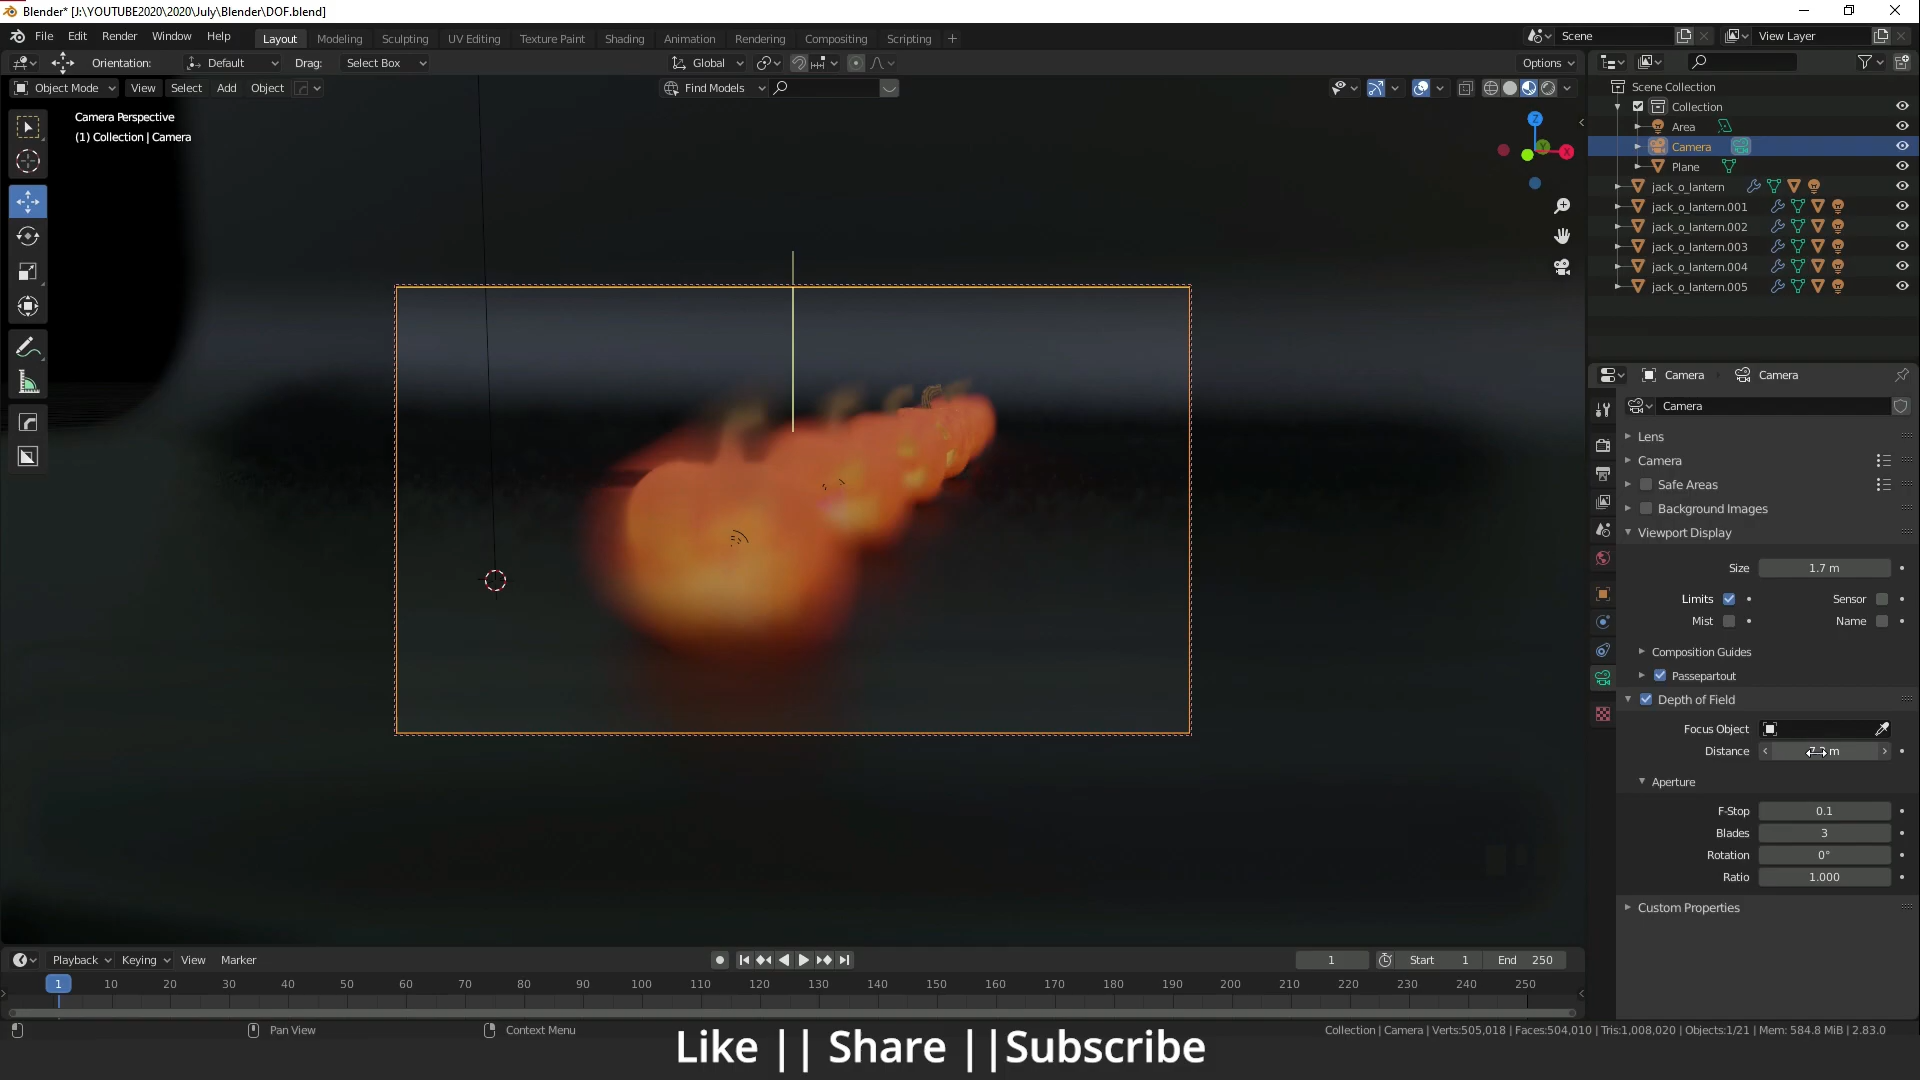 Blender* [J:\YOUTUBE2020\2020\July\Blender\DOF.blend]
File Edit Render Window Help
Layout Modeling Sculpting UV Editing Texture Paint Shading Animation Rendering Compositing Scripting +
Scene View Layer
Orientation: Default Drag: Select Box Global Options
Object Mode View Select Add Object Find Models
Camera Perspective
(1) Collection | Camera
Z
Y
X
Scene Collection
Collection
Area
Camera
Plane
jack_o_lantern
jack_o_lantern.001
jack_o_lantern.002
jack_o_lantern.003
jack_o_lantern.004
jack_o_lantern.005
Camera Camera
Camera
Lens
Camera
Safe Areas
Background Images
Viewport Display
Size 1.7 m
Limits Sensor
Mist Name
Composition Guides
Passepartout
Depth of Field
Focus Object
Distance
Aperture
F-Stop 0.1
Blades 3
Rotation 0°
Ratio 1.000
Custom Properties
Playback Keying View Marker 1 Start 1 End 250
1 10 20 30 40 50 60 70 80 90 100 110 120 130 140 150 160 170 180 190 200 210 220 230 240 250
Pan View Context Menu
Collection | Camera | Verts:505,018 | Faces:504,010 | Tris:1,008,020 | Objects:1/21 | Mem: 584.8 MiB | 2.83.0
Like || Share ||Subscribe